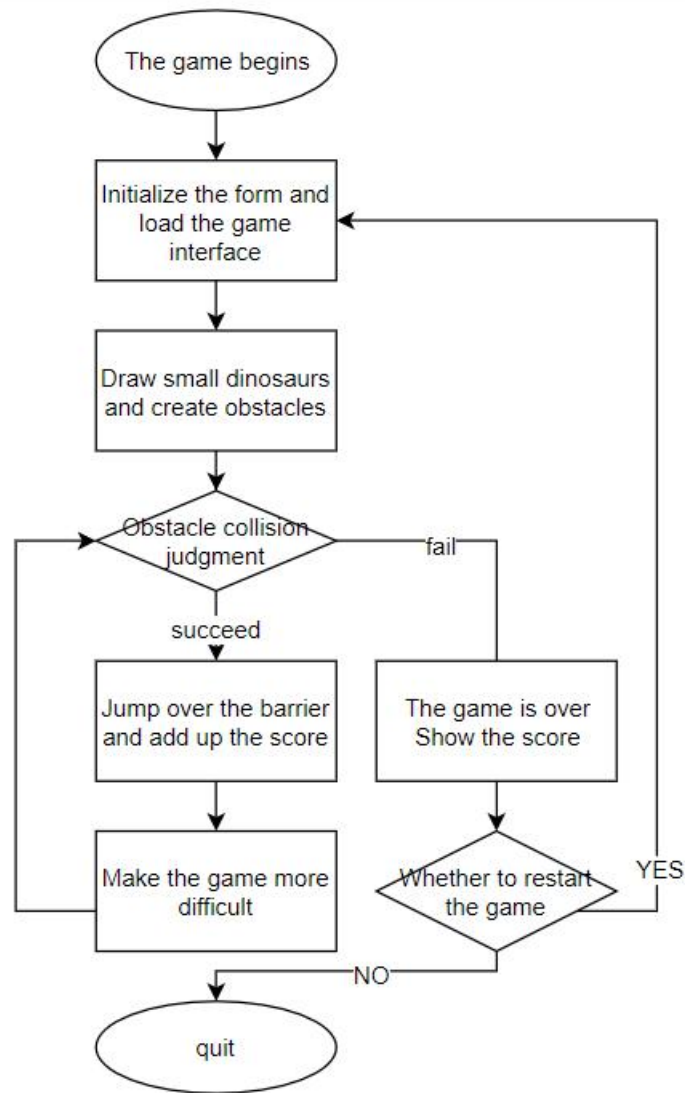 The game begins
Initialize the form and
load the game
interface
Draw small dinosaurs
and create obstacles
Obstacle collision
judgment
fail
succeed
Jump over the barrier
and add up the score
The game is over
Show the score
Make the game more
difficult
Whether to restart
the game
YES
NO
quit